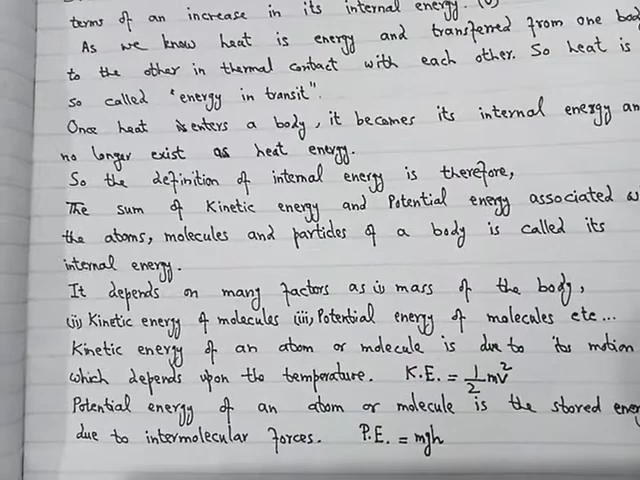 terms of an increase in its internal energy.
As we know heat is energy and transferred from one body
to the other in thermal contact with each other. So heat is
so called "energy in transit".
Once heat enters a body, it becomes its internal energy an
no longer exist as heat energy.
So the definition of internal energy is therefore,
The sum of Kinetic energy and Potential energy associated w
the atoms, molecules and particles of a body is called its
internal energy.
It depends on many factors as (i) mass of the body,
(ii) Kinetic energy of molecules (iii) Potential energy of molecules etc...
Kinetic energy of an atom or molecule is due to its motion
which depends upon the temperature. K.E. = 1/2 mv²
Potential energy of an atom or molecule is the stored energ
due to intermolecular forces. P.E. = mgh